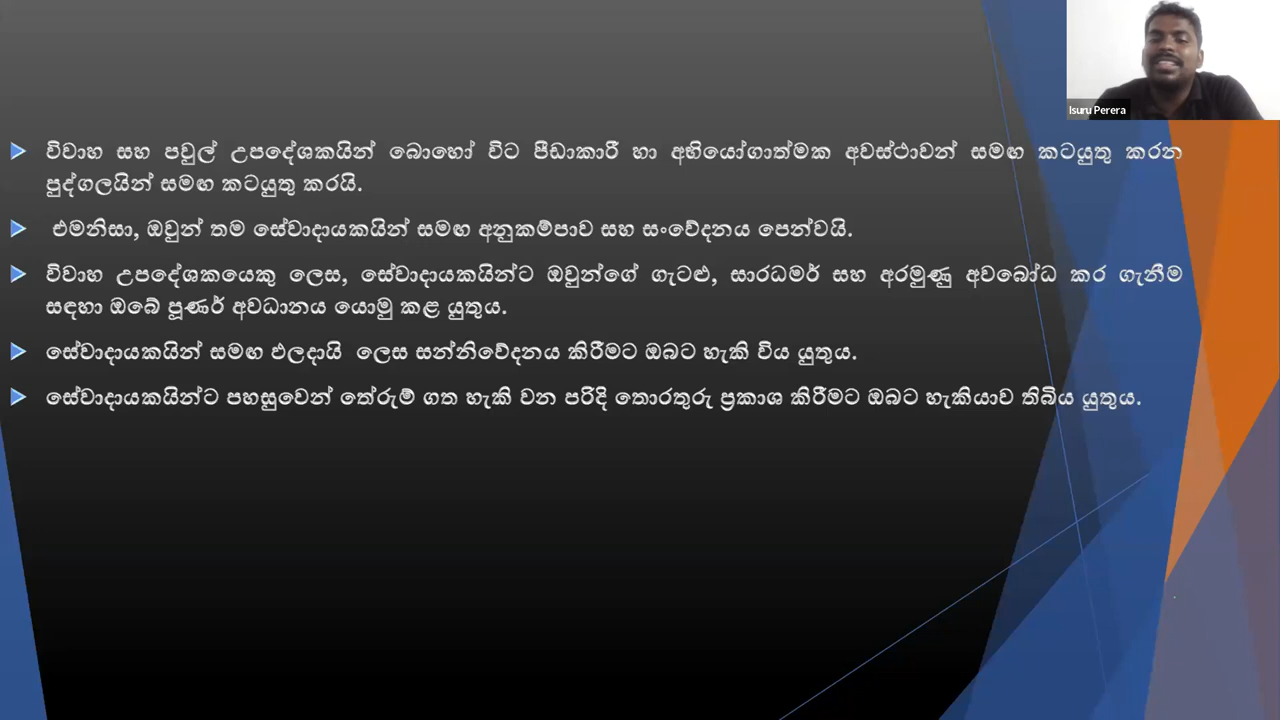 Isuru Perera
විවාහ සහ පවුල් උපදේශකයින් බොහෝ විට පීඩාකාරී හා අභියෝගාත්මක අවස්ථාවන් සමඟ කටයුතු කරන
පුද්ගලයින් සමඟ කටයුතු කරයි.
එමනිසා, ඔවුන් තම සේවාදායකයින් සමඟ අනුකම්පාව සහ සංවේදනය පෙන්වයි.
විවාහ උපදේශකයෙකු ලෙස, සේවාදායකයින්ට ඔවුන්ගේ ගැටළු, සාරධමර් සහ අරමුණු අවබෝධ කර ගැනීම
සඳහා ඔබේ පූණර් අවධානය යොමු කළ යුතුය.
සේවාදායකයින් සමඟ ඵලදායි ලෙස සන්නිවේදනය කිරීමට ඔබට හැකි විය යුතුය.
සේවාදායකයින්ට පහසුවෙන් තේරුම් ගත හැකි වන පරිදි තොරතුරු ප්‍රකාශ කිරීමට ඔබට හැකියාව තිබිය යුතුය.